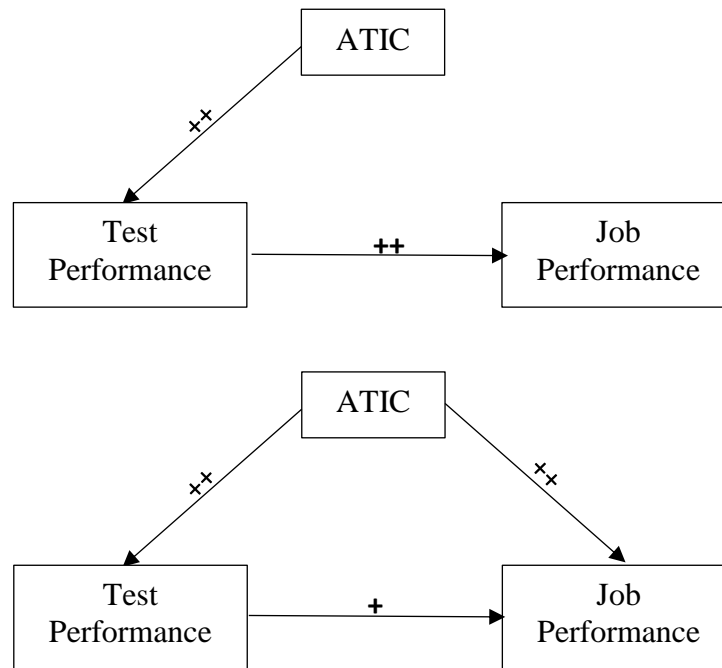 ATIC
++
Test
Performance
++
Job
Performance
ATIC
++
++
Test
Performance
+
Job
Performance